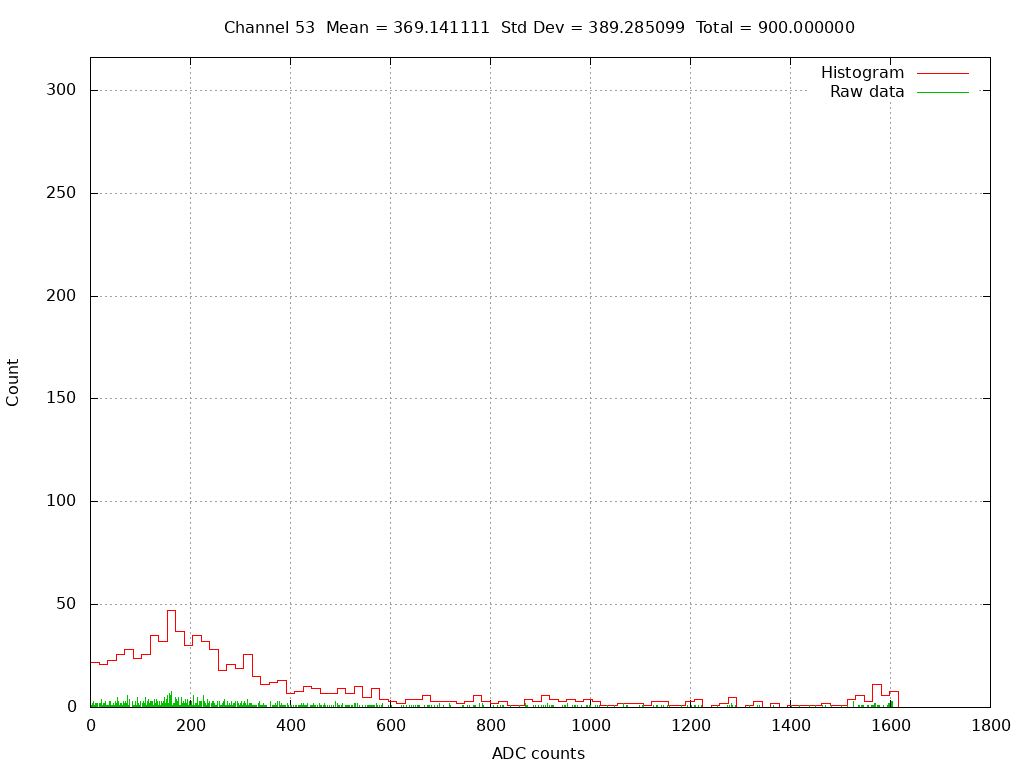 Channel 53  Mean = 369.141111  Std Dev = 389.285099  Total = 900.000000
Histogram
Raw data
300
250
200
150
100
50
0
Count
0 200 400 600 800 1000 1200 1400 1600 1800
ADC counts